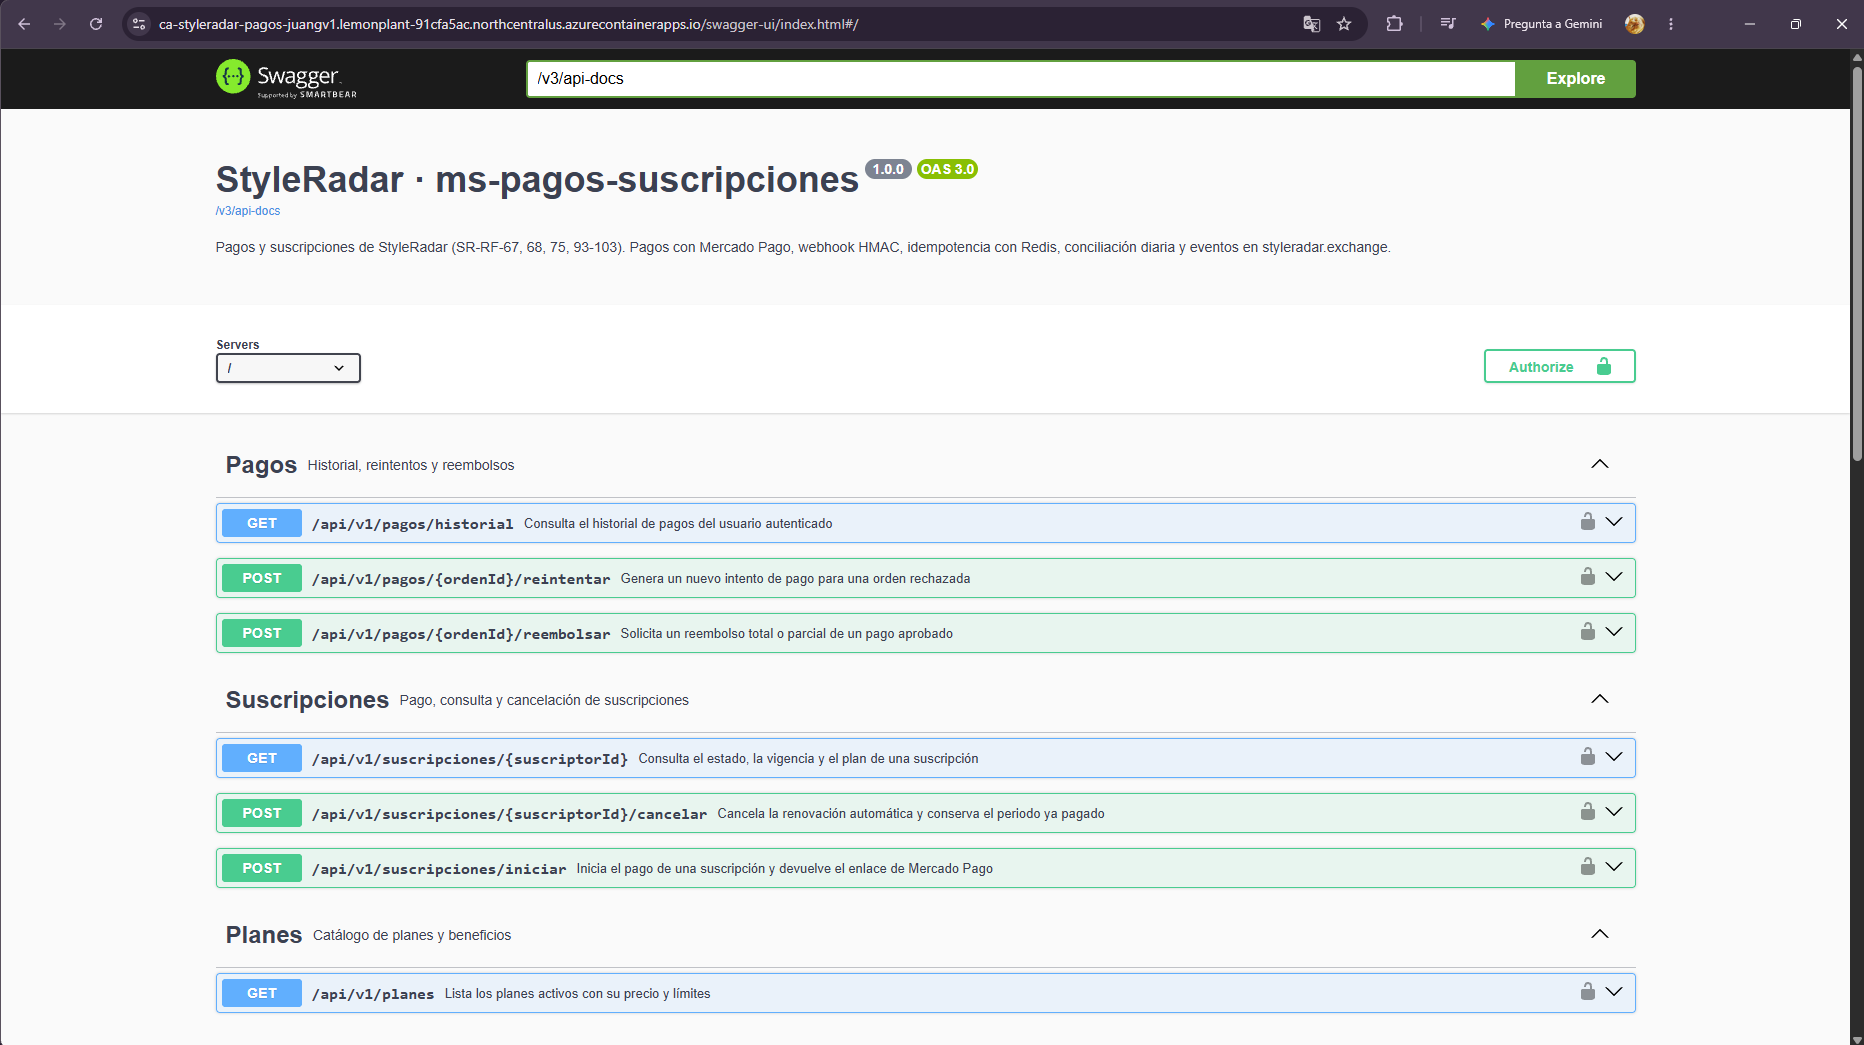 ca-styleradar-pagos-juangv1.lemonplant-91cfa5ac.northcentralus.azurecontainerapps.io/swagger-ui/index.html#/
Pregunta a Gemini
Swagger.
Supported by SMARTBEAR
/v3/api-docs
Explore
StyleRadar · ms-pagos-suscripciones 1.0.0 OAS 3.0
/v3/api-docs
Pagos y suscripciones de StyleRadar (SR-RF-67, 68, 75, 93-103). Pagos con Mercado Pago, webhook HMAC, idempotencia con Redis, conciliación diaria y eventos en styleradar.exchange.
Servers
/
Authorize
Pagos Historial, reintentos y reembolsos
GET /api/v1/pagos/historial Consulta el historial de pagos del usuario autenticado
POST /api/v1/pagos/{ordenId}/reintentar Genera un nuevo intento de pago para una orden rechazada
POST /api/v1/pagos/{ordenId}/reembolsar Solicita un reembolso total o parcial de un pago aprobado
Suscripciones Pago, consulta y cancelación de suscripciones
GET /api/v1/suscripciones/{suscriptorId} Consulta el estado, la vigencia y el plan de una suscripción
POST /api/v1/suscripciones/{suscriptorId}/cancelar Cancela la renovación automática y conserva el periodo ya pagado
POST /api/v1/suscripciones/iniciar Inicia el pago de una suscripción y devuelve el enlace de Mercado Pago
Planes Catálogo de planes y beneficios
GET /api/v1/planes Lista los planes activos con su precio y límites